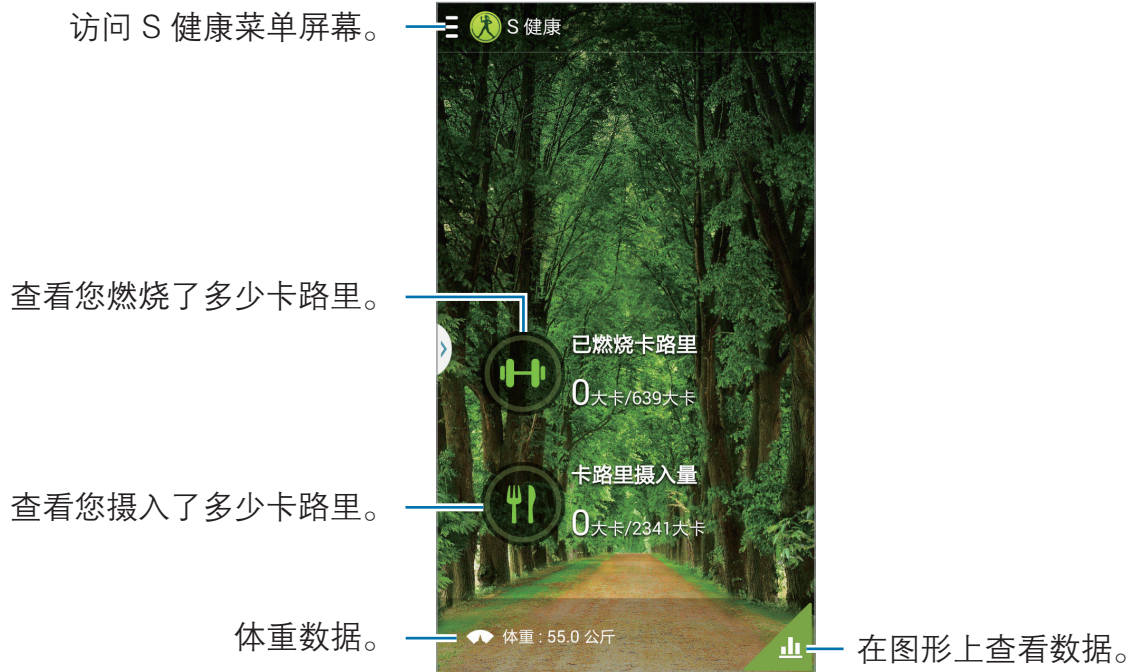 访问 S 健康菜单屏幕。
S 健康
查看您燃烧了多少卡路里。
已燃烧卡路里
0大卡/639大卡
卡路里摄入量
查看您摄入了多少卡路里。
0大卡/2341大卡
体重数据。
体重 : 55.0 公斤
在图形上查看数据。